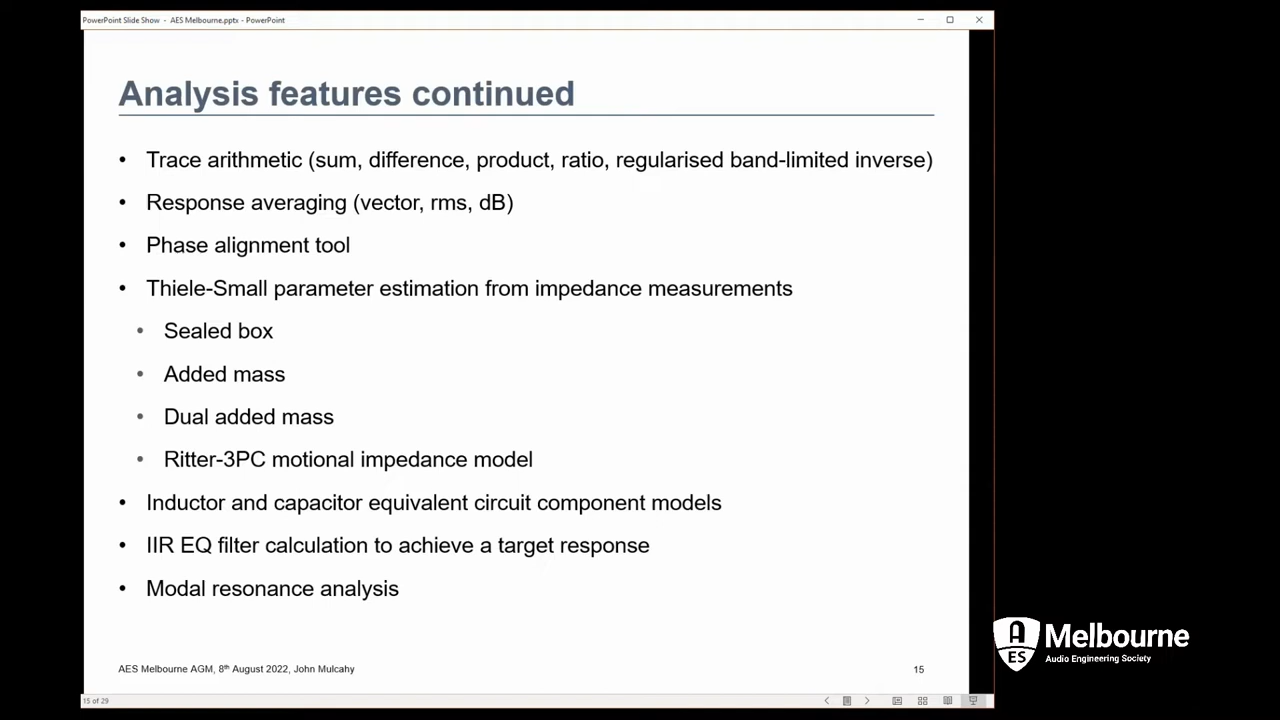 PowerPoint Slide Show - AES Melbourne.pptx - PowerPoint
Analysis features continued
• Trace arithmetic (sum, difference, product, ratio, regularised band-limited inverse)
• Response averaging (vector, rms, dB)
• Phase alignment tool
• Thiele-Small parameter estimation from impedance measurements
• Sealed box
• Added mass
• Dual added mass
• Ritter-3PC motional impedance model
• Inductor and capacitor equivalent circuit component models
• IIR EQ filter calculation to achieve a target response
• Modal resonance analysis
AES Melbourne AGM, 8th August 2022, John Mulcahy
15
15 of 29
AES
Melbourne
Audio Engineering Society